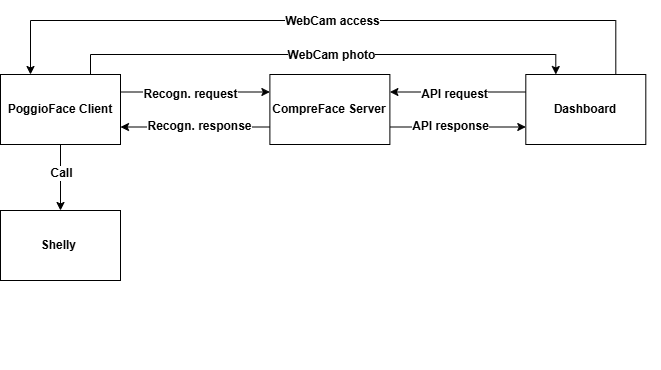 WebCam access
WebCam photo
PoggioFace Client
Recogn. request
Recogn. response
CompreFace Server
API request
API response
Dashboard
Call
Shelly